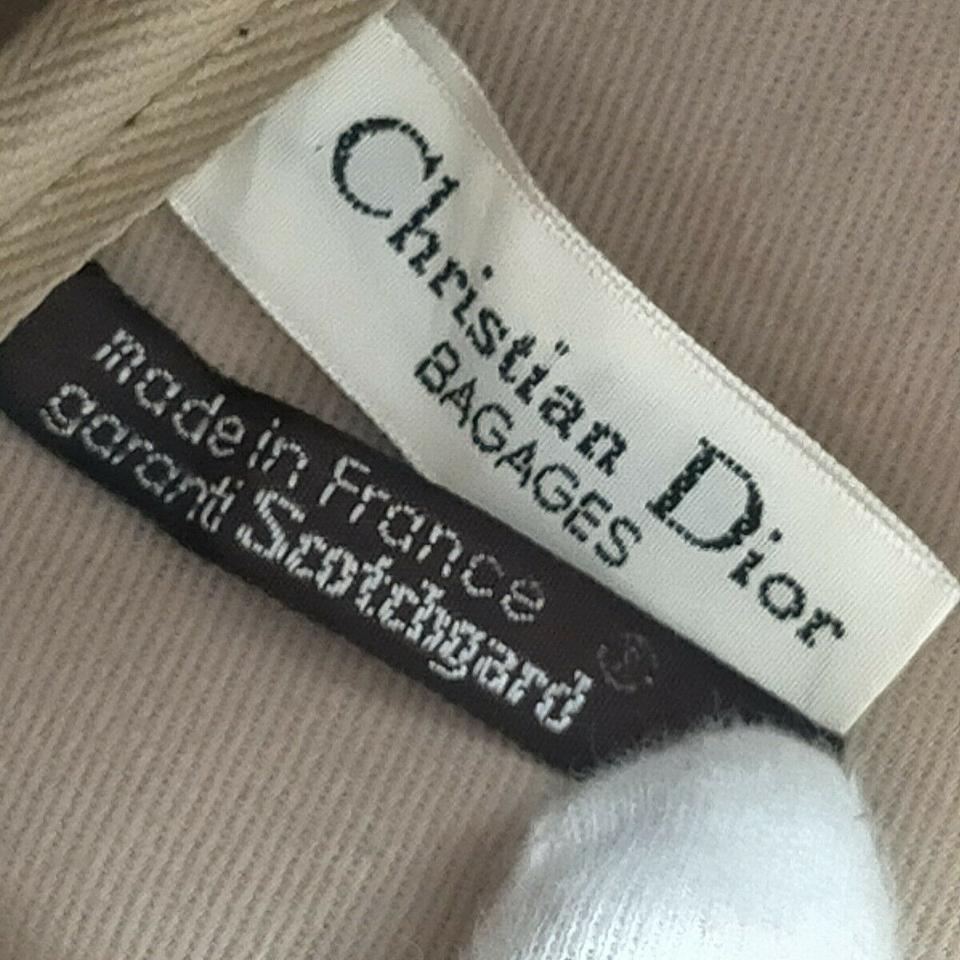 Christian Dior
BAGAGES
made in France
garanti Scotchgard